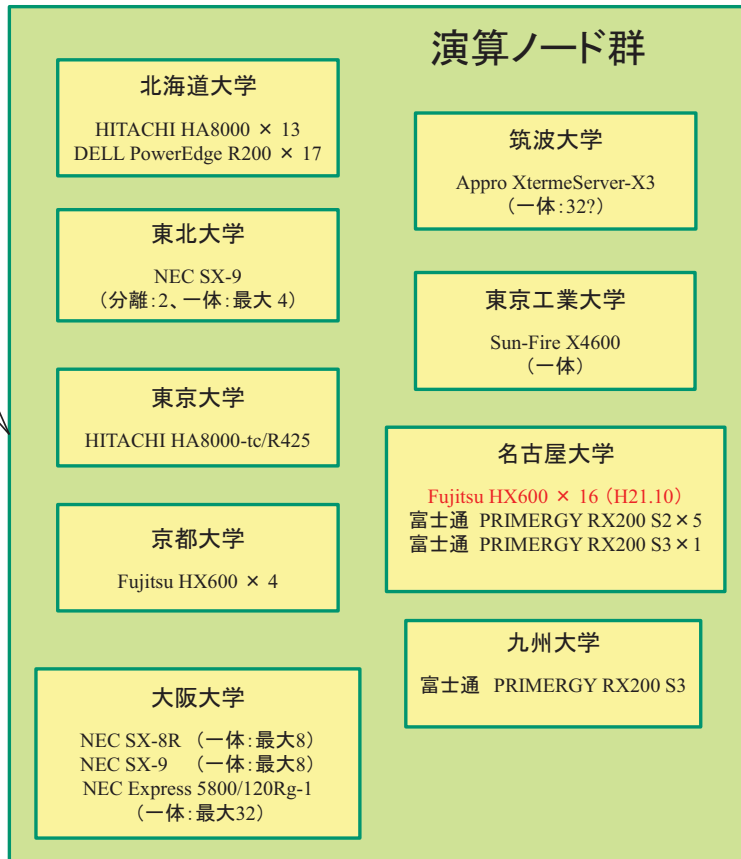 演算ノード群
北海道大学
HITACHI HA8000 × 13
DELL PowerEdge R200 × 17
東北大学
NEC SX-9
（分離：2、一体：最大 4）
東京大学
HITACHI HA8000-tc/R425
京都大学
Fujitsu HX600 × 4
大阪大学
NEC SX-8R （一体：最大8）
NEC SX-9 （一体：最大8）
NEC Express 5800/120Rg-1
（一体：最大32）
筑波大学
Appro XtermeServer-X3
（一体：32?）
東京工業大学
Sun-Fire X4600
（一体）
名古屋大学
Fujitsu HX600 × 16（H21.10）
富士通 PRIMERGY RX200 S2×5
富士通 PRIMERGY RX200 S3×1
九州大学
富士通 PRIMERGY RX200 S3